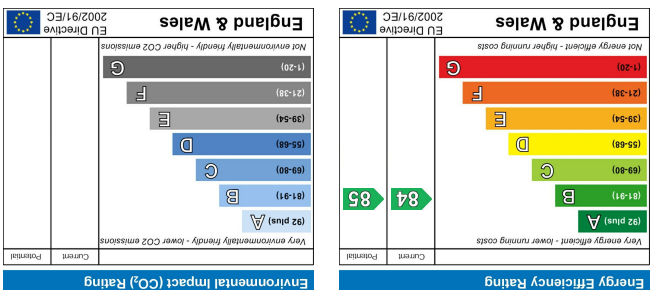 Energy Efficiency Rating
Current Potential
Very energy efficient - lower running costs
(92 plus) A
(81-91) B
84 85
(69-80) C
(55-68) D
(39-54) E
(21-38) F
(1-20) G
Not energy efficient - higher running costs
England & Wales
EU Directive
2002/91/EC
Environmental Impact (CO₂) Rating
Current Potential
Very environmentally friendly - lower CO2 emissions
(92 plus) A
(81-91) B
(69-80) C
(55-68) D
(39-54) E
(21-38) F
(1-20) G
Not environmentally friendly - higher CO2 emissions
England & Wales
EU Directive
2002/91/EC